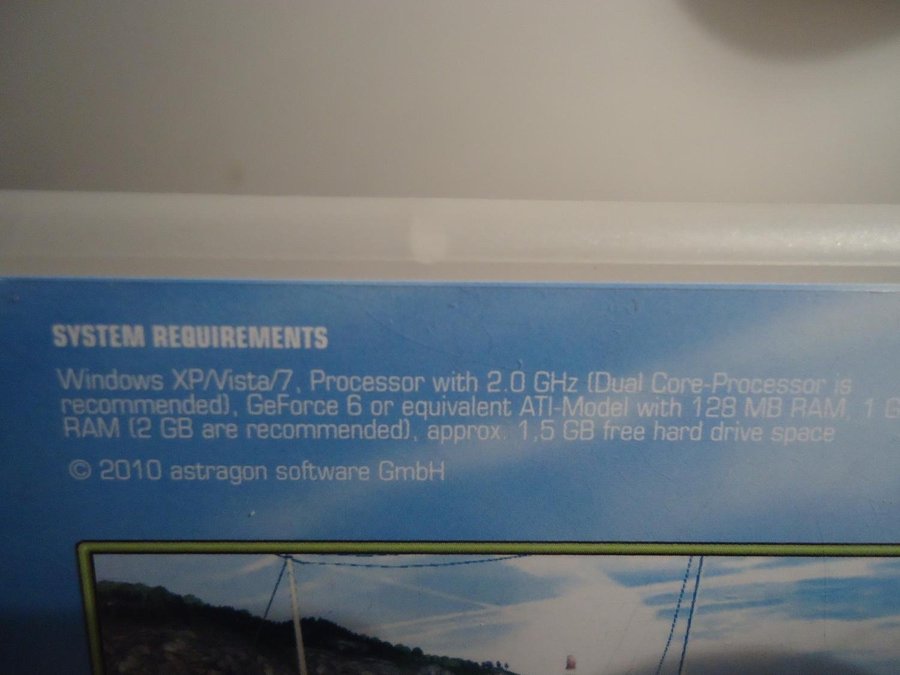 SYSTEM REQUIREMENTS
Windows XP/Vista/7, Processor with 2.0 GHz (Dual Core-Processor is
recommended), GeForce 6 or equivalent ATI-Model with 128 MB RAM, 1 G
RAM (2 GB are recommended), approx. 1,5 GB free hard drive space
© 2010 astragon software GmbH